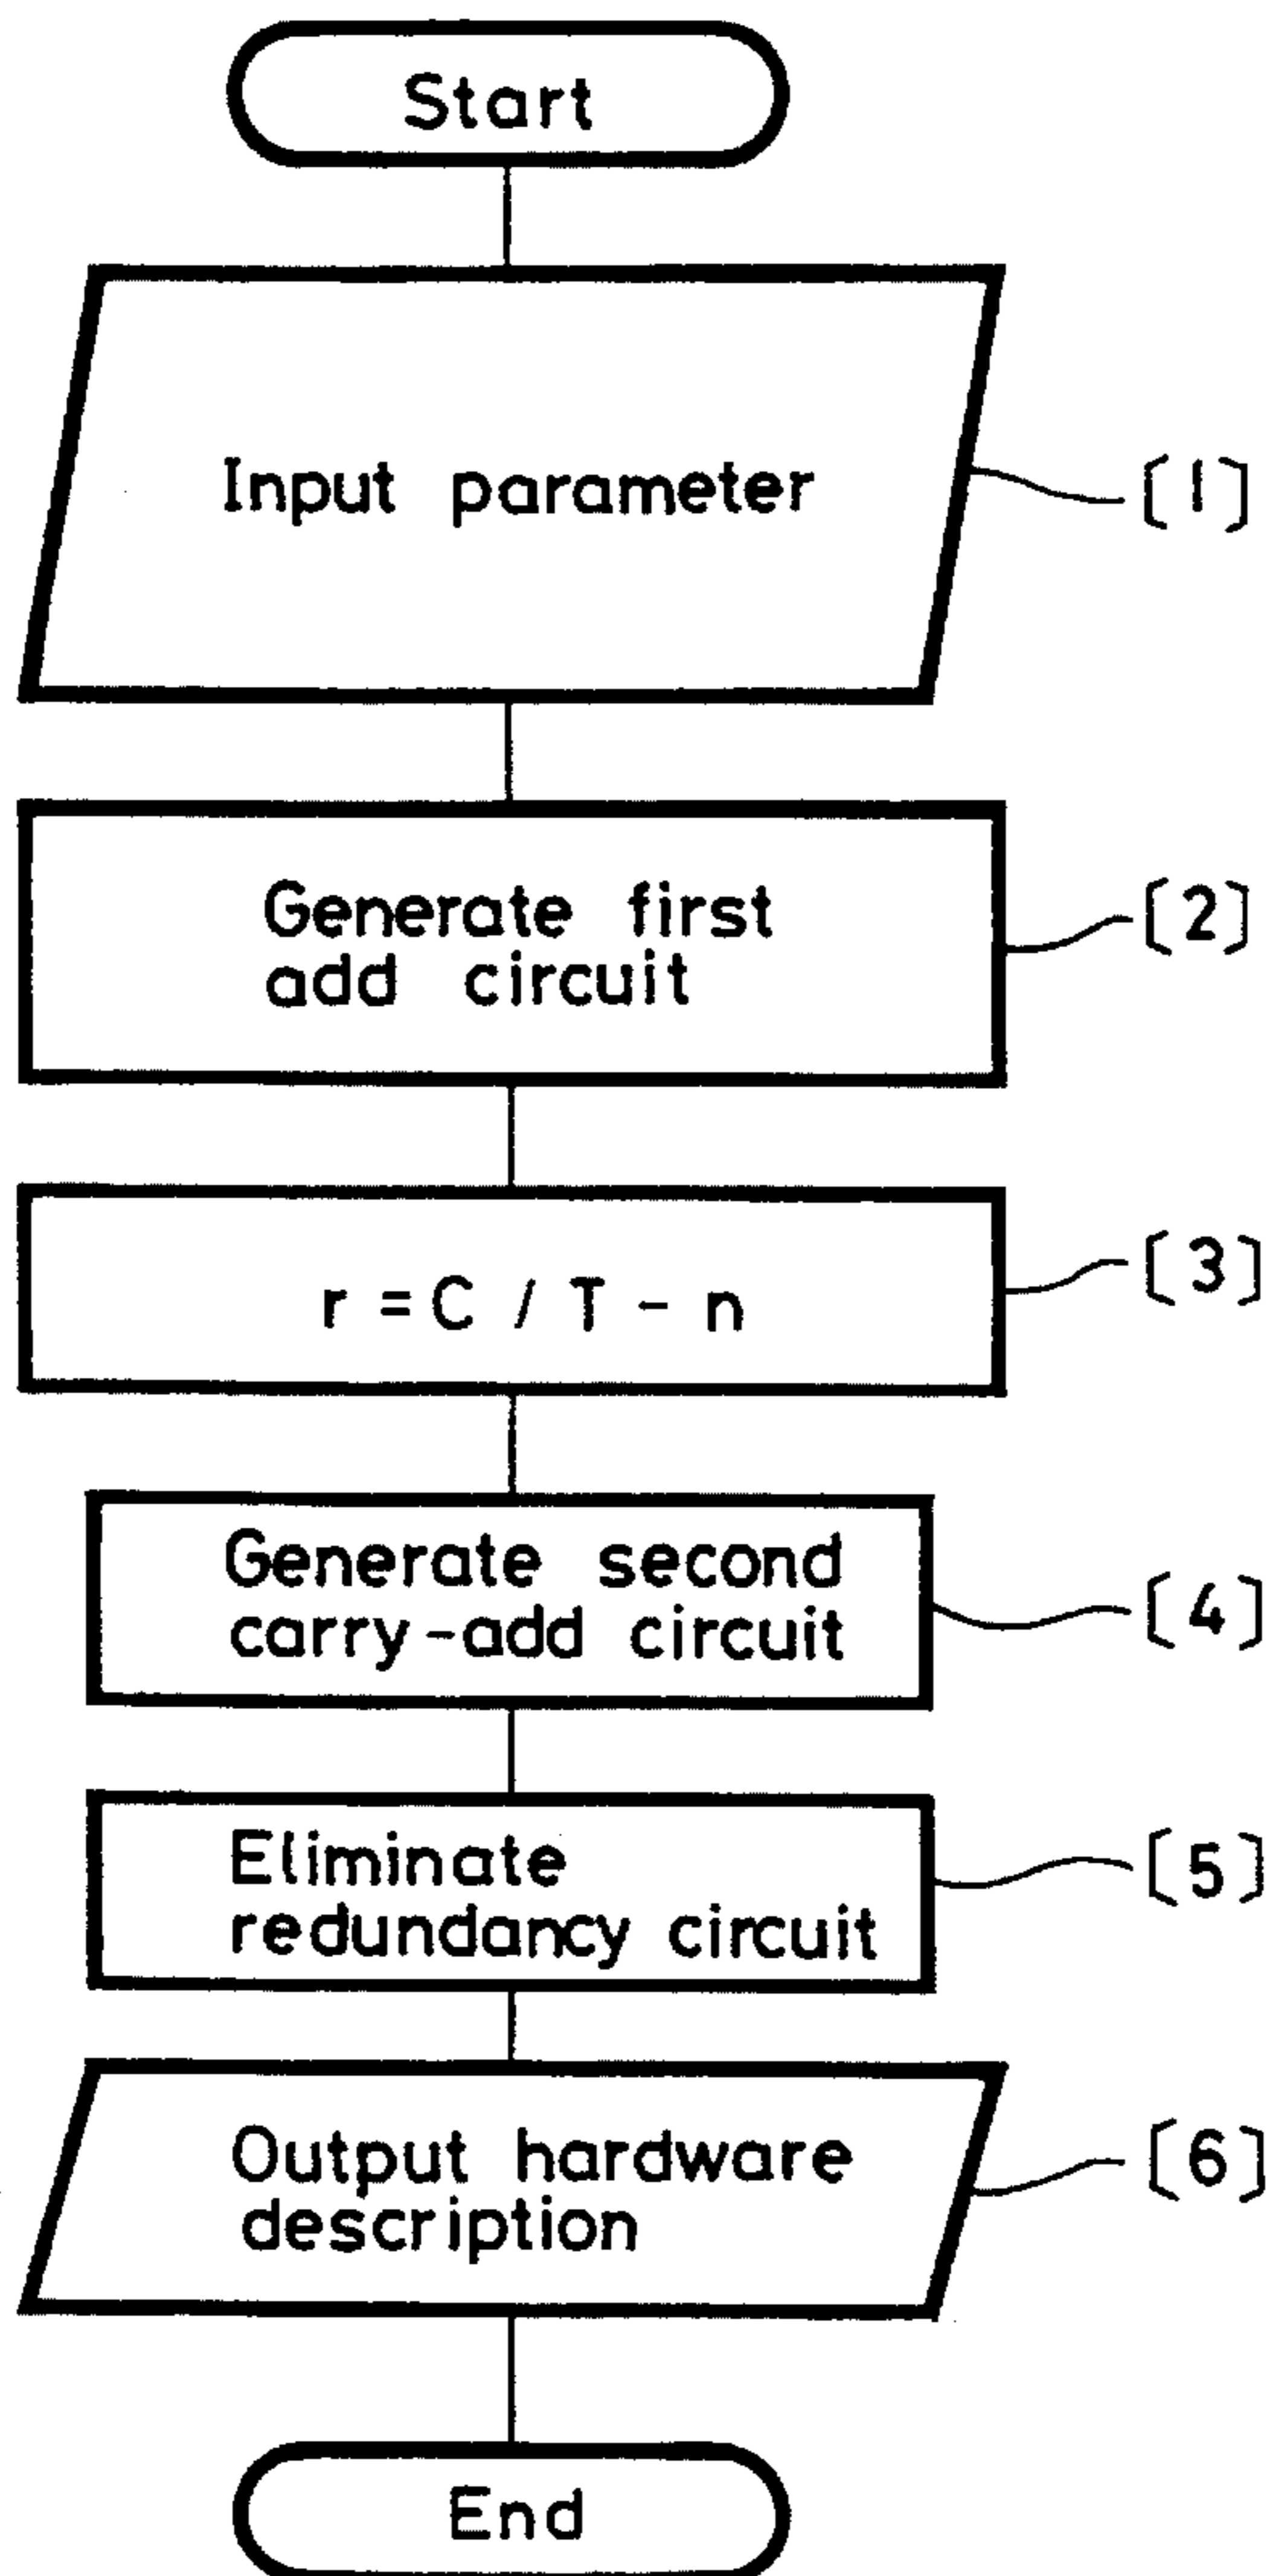 Start
Input parameter
[1]
Generate first
add circuit
[2]
r = C / T - n
[3]
Generate second
carry-add circuit
[4]
Eliminate
redundancy circuit
[5]
Output hardware
description
[6]
End